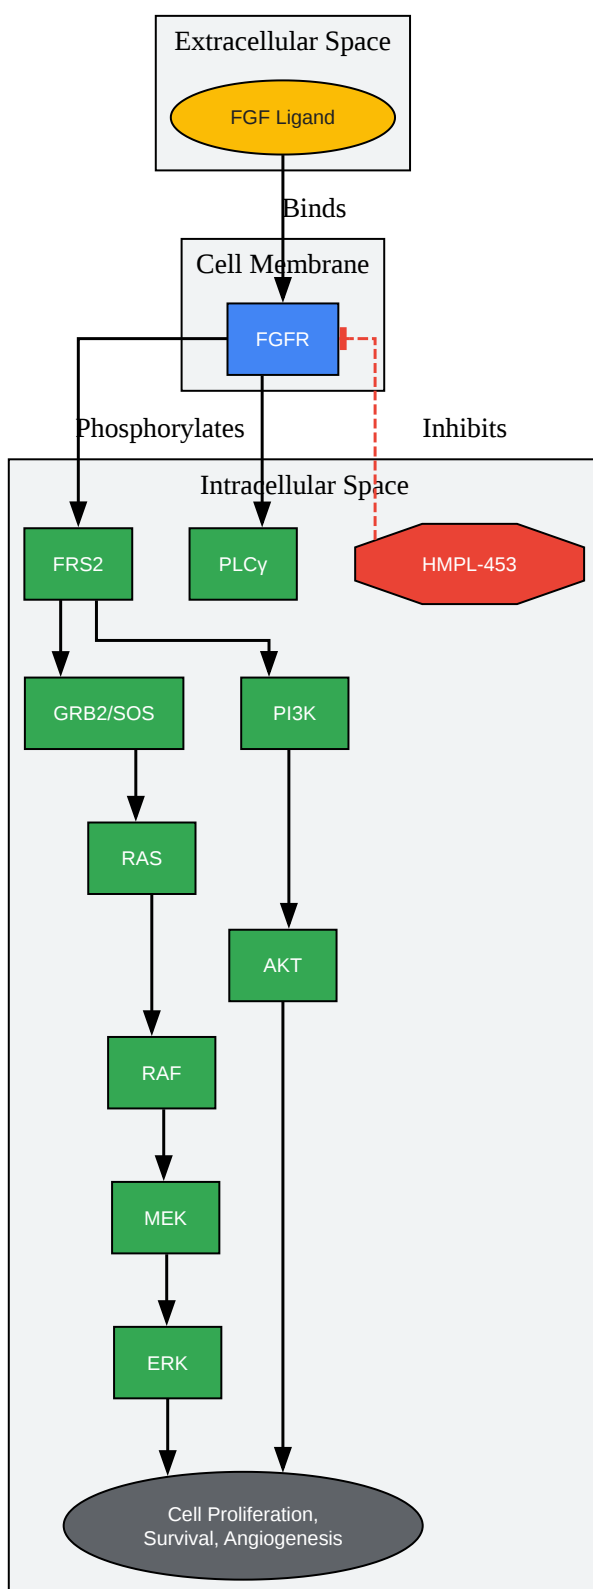 Extracellular Space
FGF Ligand
Binds
Cell Membrane
FGFR
Phosphorylates
Inhibits
Intracellular Space
FRS2
PLCγ
HMPL-453
GRB2/SOS
PI3K
RAS
AKT
RAF
MEK
ERK
Cell Proliferation,
Survival, Angiogenesis